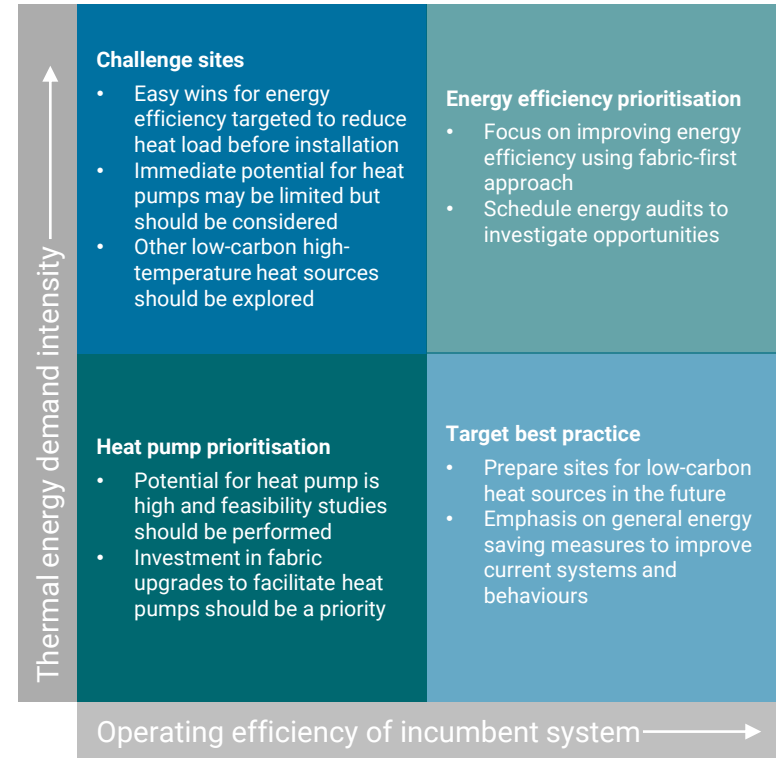 Challenge sites
• Easy wins for energy
efficiency targeted to reduce
heat load before installation
• Immediate potential for heat
pumps may be limited but
should be considered
• Other low-carbon high-
temperature heat sources
should be explored
Energy efficiency prioritisation
• Focus on improving energy
efficiency using fabric-first
approach
• Schedule energy audits to
investigate opportunities
Heat pump prioritisation
• Potential for heat pump is
high and feasibility studies
should be performed
• Investment in fabric
upgrades to facilitate heat
pumps should be a priority
Target best practice
• Prepare sites for low-carbon
heat sources in the future
• Emphasis on general energy
saving measures to improve
current systems and
behaviours
Thermal energy demand intensity
Operating efficiency of incumbent system